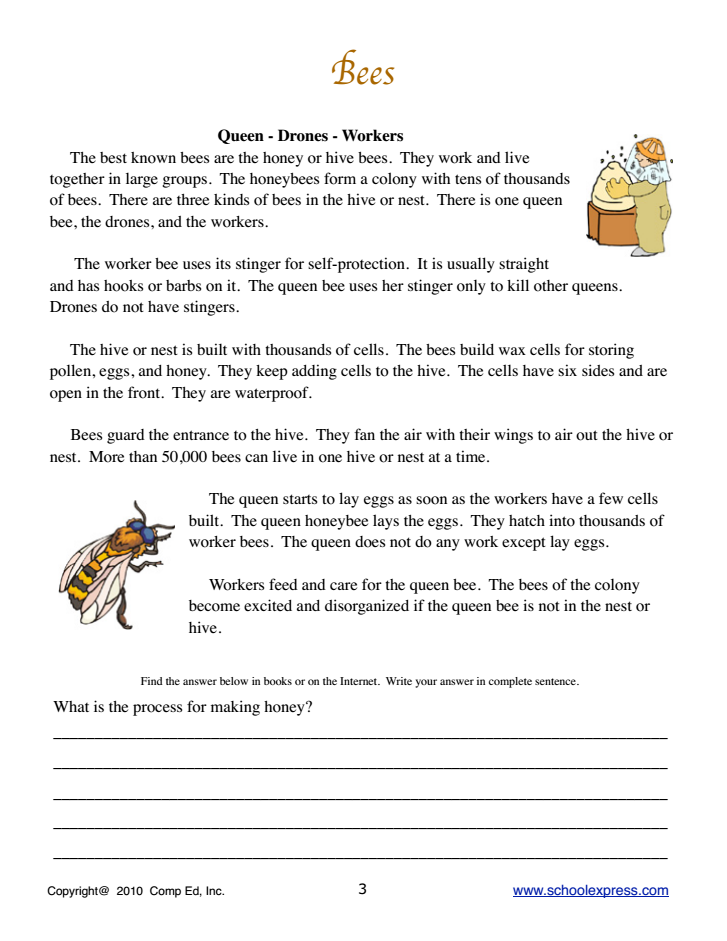 Bees
Queen - Drones - Workers
The best known bees are the honey or hive bees.  They work and live
together in large groups.  The honeybees form a colony with tens of thousands
of bees.  There are three kinds of bees in the hive or nest.  There is one queen
bee, the drones, and the workers.
The worker bee uses its stinger for self-protection.  It is usually straight
and has hooks or barbs on it.  The queen bee uses her stinger only to kill other queens.
Drones do not have stingers.
The hive or nest is built with thousands of cells.  The bees build wax cells for storing
pollen, eggs, and honey.  They keep adding cells to the hive.  The cells have six sides and are
open in the front.  They are waterproof.
Bees guard the entrance to the hive.  They fan the air with their wings to air out the hive or
nest.  More than 50,000 bees can live in one hive or nest at a time.
The queen starts to lay eggs as soon as the workers have a few cells
built.  The queen honeybee lays the eggs.  They hatch into thousands of
worker bees.  The queen does not do any work except lay eggs.
Workers feed and care for the queen bee.  The bees of the colony
become excited and disorganized if the queen bee is not in the nest or
hive.
Find the answer below in books or on the Internet.  Write your answer in complete sentence.
What is the process for making honey?
Copyright@  2010  Comp Ed, Inc.
3
www.schoolexpress.com